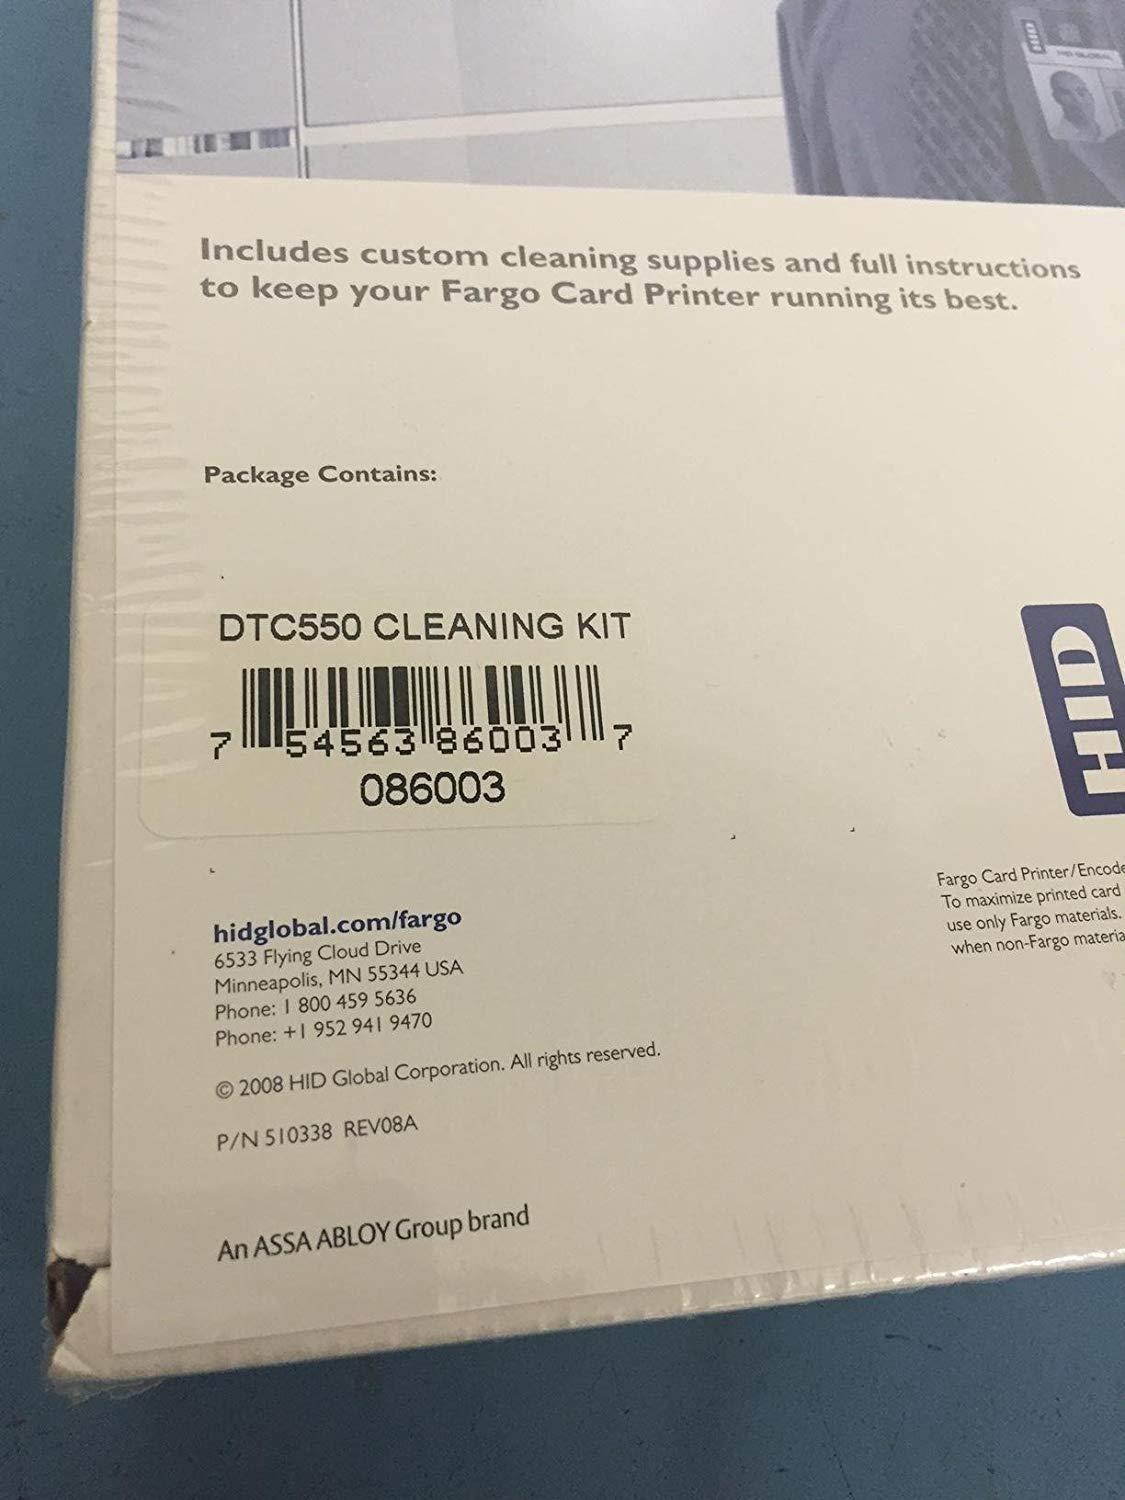 HID
Includes custom cleaning supplies and full instructions
to keep your Fargo Card Printer running its best.
Package Contains:
DTC550 CLEANING KIT
7 54563 86003 7
086003
HID
hidglobal.com/fargo
6533 Flying Cloud Drive
Minneapolis, MN 55344 USA
Phone: 1 800 459 5636
Phone: +1 952 941 9470
© 2008 HID Global Corporation. All rights reserved.
P/N 510338 REV08A
An ASSA ABLOY Group brand
Fargo Card Printer/Encode
To maximize printed card
use only Fargo materials.
when non-Fargo materia